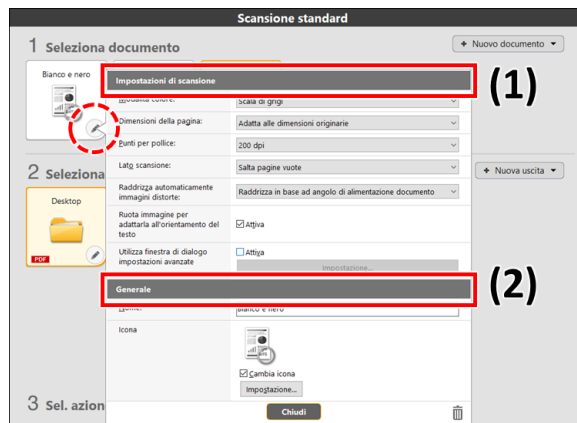 Scansione standard
1 Seleziona documento
+ Nuovo documento
Bianco e nero
Impostazioni di scansione
(1)
Modalità colore: Scala di grigi
Dimensioni della pagina: Adatta alle dimensioni originarie
Punti per pollice: 200 dpi
2 Seleziona
Lato scansione: Salta pagine vuote
+ Nuova uscita
Desktop
Raddrizza automaticamente
immagini distorte:
Raddrizza in base ad angolo di alimentazione documento
Ruota immagine per
adattarla all'orientamento del
testo
Attiva
PDF
Utilizza finestra di dialogo
impostazioni avanzate
Attiva
Impostazione...
Generale
(2)
Nome: Bianco e nero
Icona
Cambia icona
Impostazione...
3 Sel. azion
Chiudi